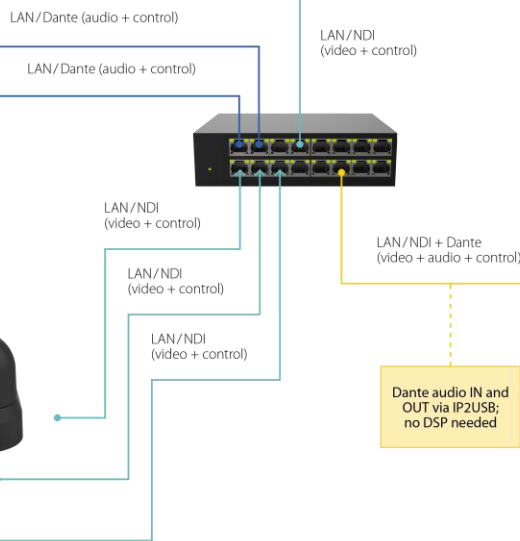 LAN/Dante (audio + control)
LAN/NDI
(video + control)
LAN/Dante (audio + control)
LAN/NDI
(video + control)
LAN/NDI + Dante
(video + audio + control)
LAN/NDI
(video + control)
LAN/NDI
(video + control)
Dante audio IN and
OUT via IP2USB;
no DSP needed